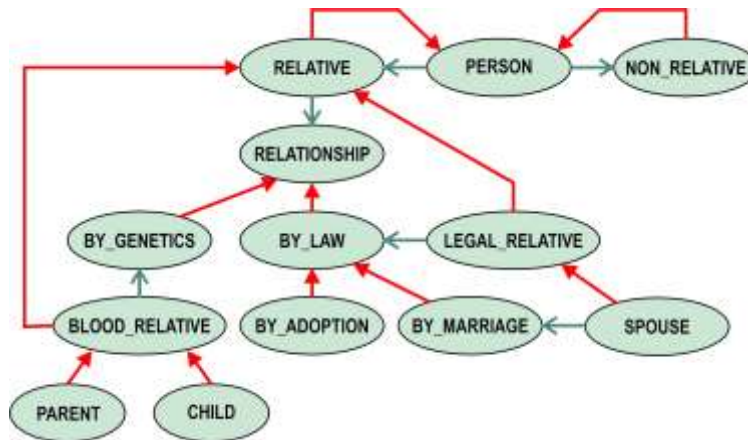 RELATIVE
PERSON
NON_RELATIVE
RELATIONSHIP
BY_GENETICS
BY_LAW
LEGAL_RELATIVE
BLOOD_RELATIVE
BY_ADOPTION
BY_MARRIAGE
SPOUSE
PARENT
CHILD